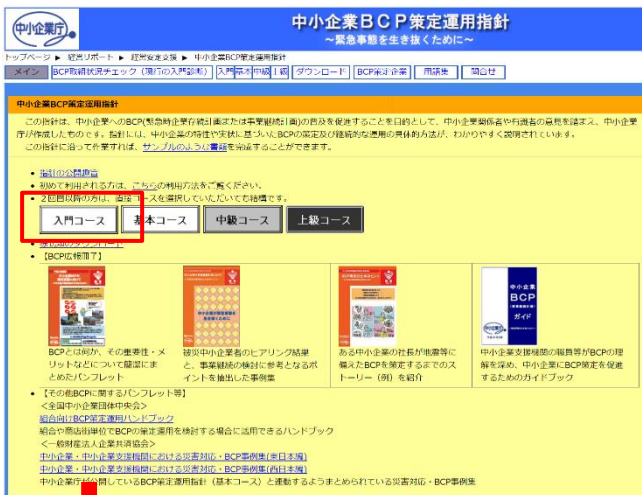 中小企業庁
中小企業BCP策定運用指針
～緊急事態を生き抜くために～
トップページ ▶ 経営サポート ▶ 経営安定支援 ▶ 中小企業BCP策定運用指針
メイン BCP取組状況チェック（現行の入門診断） 入門 基本 中級 上級 ダウンロード BCP策定企業 用語集 問合せ
中小企業BCP策定運用指針
この指針は、中小企業へのBCP(緊急時企業存続計画または事業継続計画)の普及を促進することを目的として、中小企業関係者や有識者の意見を踏まえ、中小企業
庁が作成したものです。指針には、中小企業の特性や実状に基づいたBCPの策定及び継続的な運用の具体的方法が、わかりやすく説明されています。
この指針に沿って作業すれば、サンプルのような書類を完成することができます。
• 指針の公開趣旨
• 初めて利用される方は、こちらの利用方法をご覧ください。
• ２回目以降の方は、直接コースを選択していただいても結構です。
入門コース 基本コース 中級コース 上級コース
のダウンロード
• 【BCP広報冊子】
中小企業
BCP
ガイド
BCPとは何か、その重要性・メ
リットなどについて簡潔にま
とめたパンフレット
被災中小企業者のヒアリング結果
と、事業継続の検討に参考となるポ
イントを抽出した事例集
ある中小企業の社長が地震等に
備えたBCPを策定するまでのス
トーリー（例）を紹介
中小企業支援機関の職員等がBCPの理
解を深め、中小企業にBCP策定を促進
するためのガイドブック
• 【その他BCPに関するパンフレット等】
＜全国中小企業団体中央会＞
組合向けBCP策定運用ハンドブック
組合や商店街単位でBCPの策定運用を検討する場合に活用できるハンドブック
＜一般財法人企業共済協会＞
中小企業・中小企業支援機関における災害対応・BCP事例集(東日本編)
中小企業・中小企業支援機関における災害対応・BCP事例集(西日本編)
中小企業庁が公開しているBCP策定運用指針（基本コース）と連動するようまとめられている災害対応・BCP事例集